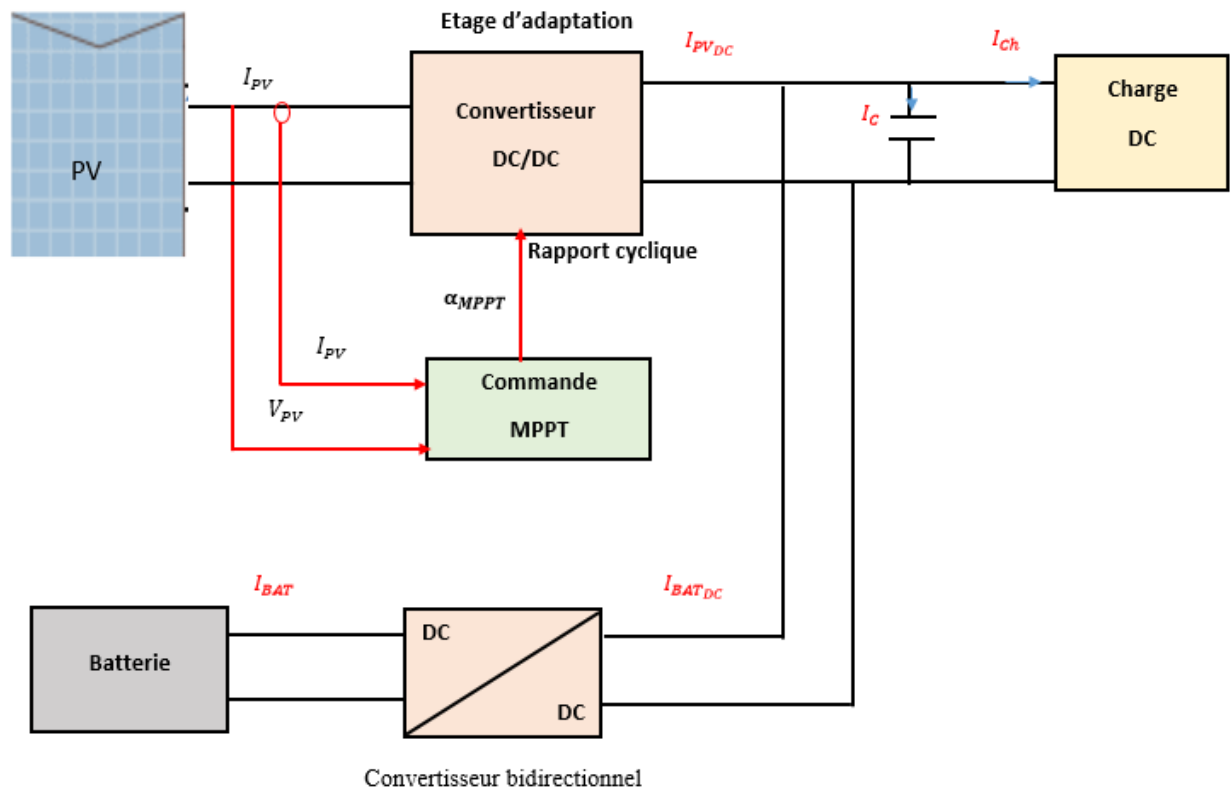 Etage d'adaptation
I_PV_DC
I_Ch
I_PV
PV
Convertisseur
DC/DC
I_C
Charge
DC
Rapport cyclique
α_MPPT
I_PV
V_PV
Commande
MPPT
I_BAT
I_BAT_DC
Batterie
DC
DC
Convertisseur bidirectionnel